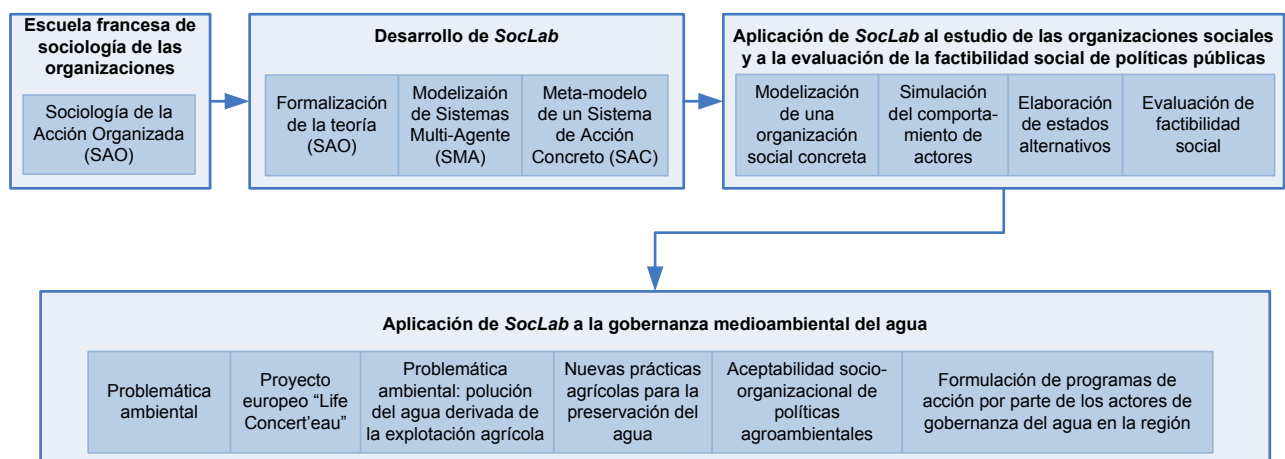 Escuela francesa de
sociología de las
organizaciones
Sociología de la
Acción Organizada
(SAO)
Desarrollo de SocLab
Formalización
de la teoría
(SAO)
Modelizaión
de Sistemas
Multi-Agente
(SMA)
Meta-modelo
de un Sistema
de Acción
Concreto (SAC)
Aplicación de SocLab al estudio de las organizaciones sociales
y a la evaluación de la factibilidad social de políticas públicas
Modelización
de una
organización
social concreta
Simulación
del comporta-
miento de
actores
Elaboración
de estados
alternativos
Evaluación de
factibilidad
social
Aplicación de SocLab a la gobernanza medioambiental del agua
Problemática
ambiental
Proyecto
europeo “Life
Concert’eau”
Problemática
ambiental: polución
del agua derivada de
la explotación agrícola
Nuevas prácticas
agrícolas para la
preservación del
agua
Aceptabilidad socio-
organizacional de
políticas
agroambientales
Formulación de programas de
acción por parte de los actores de
gobernanza del agua en la región